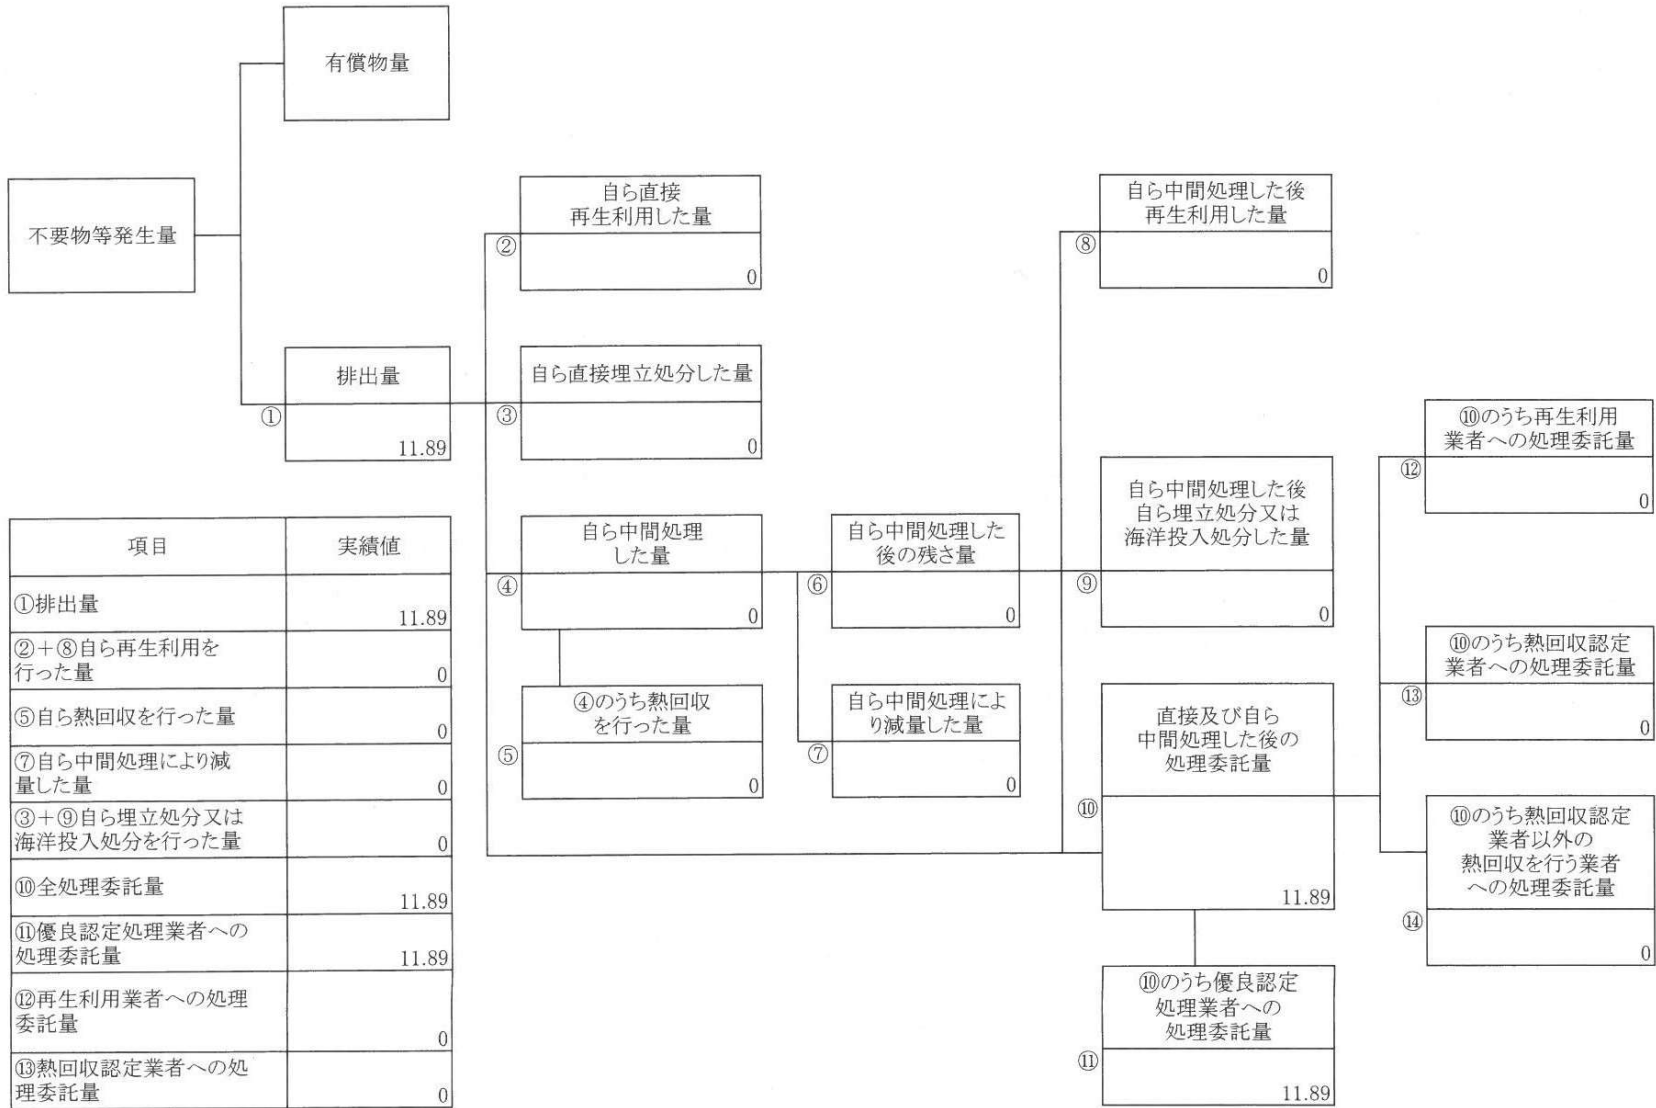 有償物量
不要物等発生量
排出量
①
11.89
自ら直接
再生利用した量
②
0
自ら直接埋立処分した量
③
0
自ら中間処理
した量
④
0
④のうち熱回収
を行った量
⑤
0
自ら中間処理した
後の残さ量
⑥
0
自ら中間処理によ
り減量した量
⑦
0
自ら中間処理した後
再生利用した量
⑧
0
自ら中間処理した後
自ら埋立処分又は
海洋投入処分した量
⑨
0
直接及び自ら
中間処理した後の
処理委託量
⑩
11.89
⑩のうち優良認定
処理業者への
処理委託量
⑪
11.89
⑩のうち再生利用
業者への処理委託量
⑫
0
⑩のうち熱回収認定
業者への処理委託量
⑬
0
⑩のうち熱回収認定
業者以外の
熱回収を行う業者
への処理委託量
⑭
0
項目 実績値
①排出量 11.89
②+⑧自ら再生利用を
行った量 0
⑤自ら熱回収を行った量 0
⑦自ら中間処理により減
量した量 0
③+⑨自ら埋立処分又は
海洋投入処分を行った量 0
⑩全処理委託量 11.89
⑪優良認定処理業者への
処理委託量 11.89
⑫再生利用業者への処理
委託量 0
⑬熱回収認定業者への処
理委託量 0